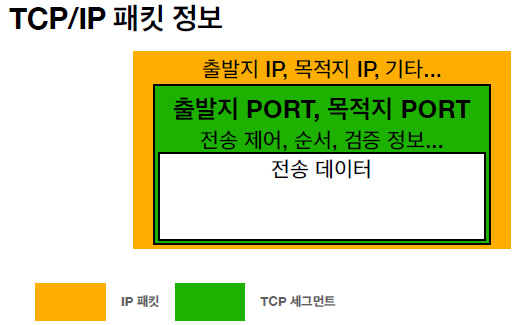 TCP/IP 패킷 정보
출발지 IP, 목적지 IP, 기타...
출발지 PORT, 목적지 PORT
전송 제어, 순서, 검증 정보...
전송 데이터
IP 패킷
TCP 세그먼트